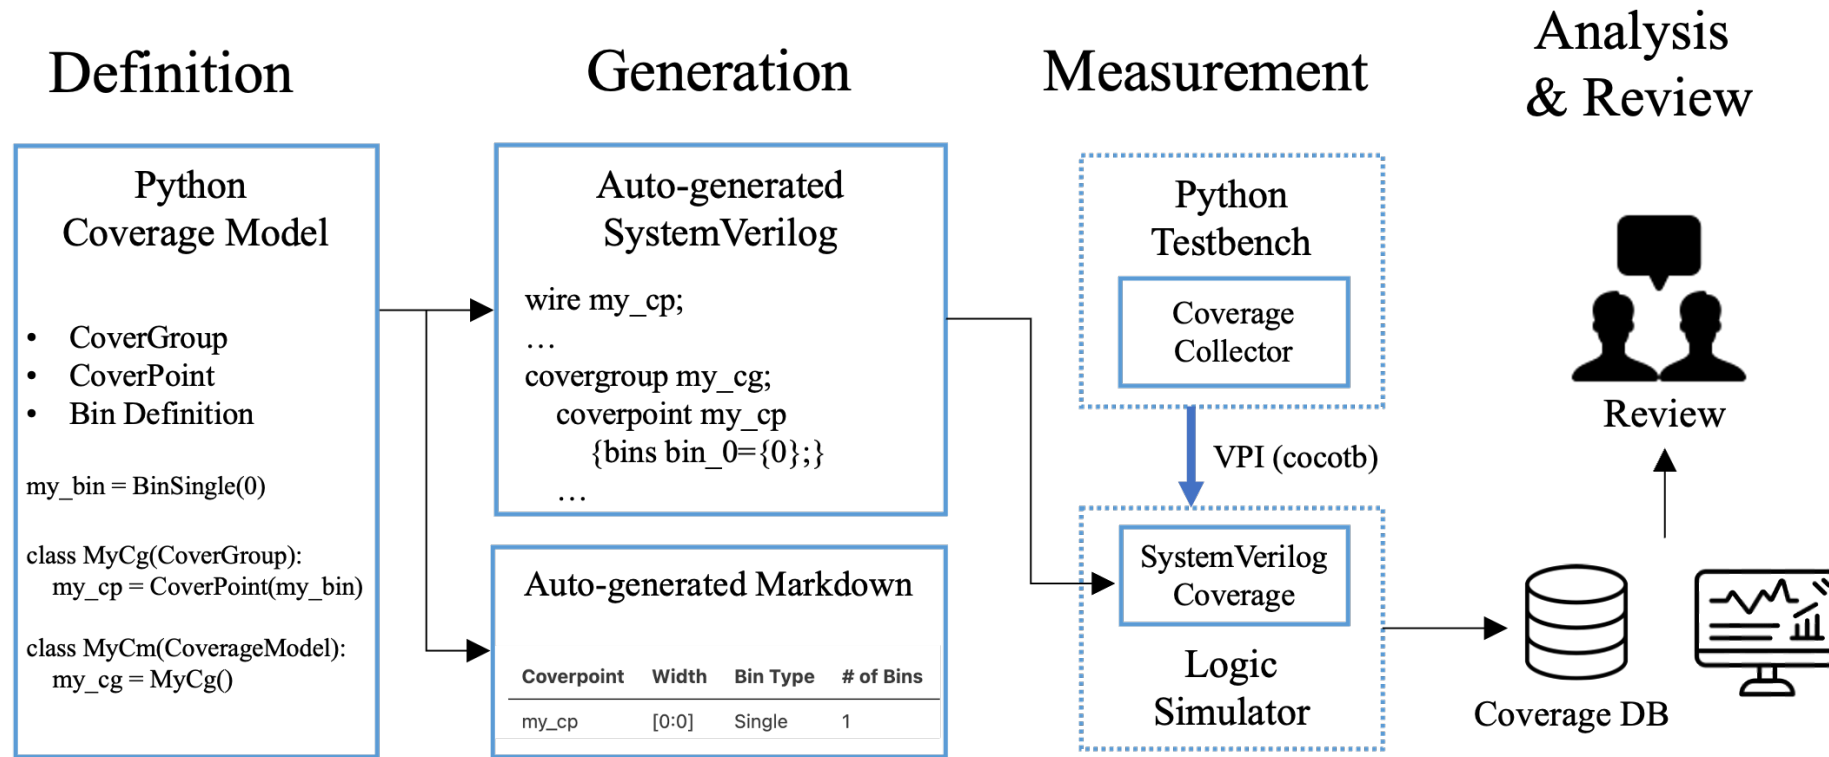 Definition
Python
Coverage Model
• CoverGroup
• CoverPoint
• Bin Definition
my_bin = BinSingle(0)
class MyCg(CoverGroup):
my_cp = CoverPoint(my_bin)
class MyCm(CoverageModel):
my_cg = MyCg()
Generation
Auto-generated
SystemVerilog
wire my_cp;
…
covergroup my_cg;
coverpoint my_cp
{bins bin_0={0};}
…
Auto-generated Markdown
Coverpoint Width Bin Type # of Bins
my_cp [0:0] Single 1
Measurement
Python
Testbench
Coverage
Collector
VPI (cocotb)
SystemVerilog
Coverage
Logic
Simulator
Analysis
& Review
Review
Coverage DB